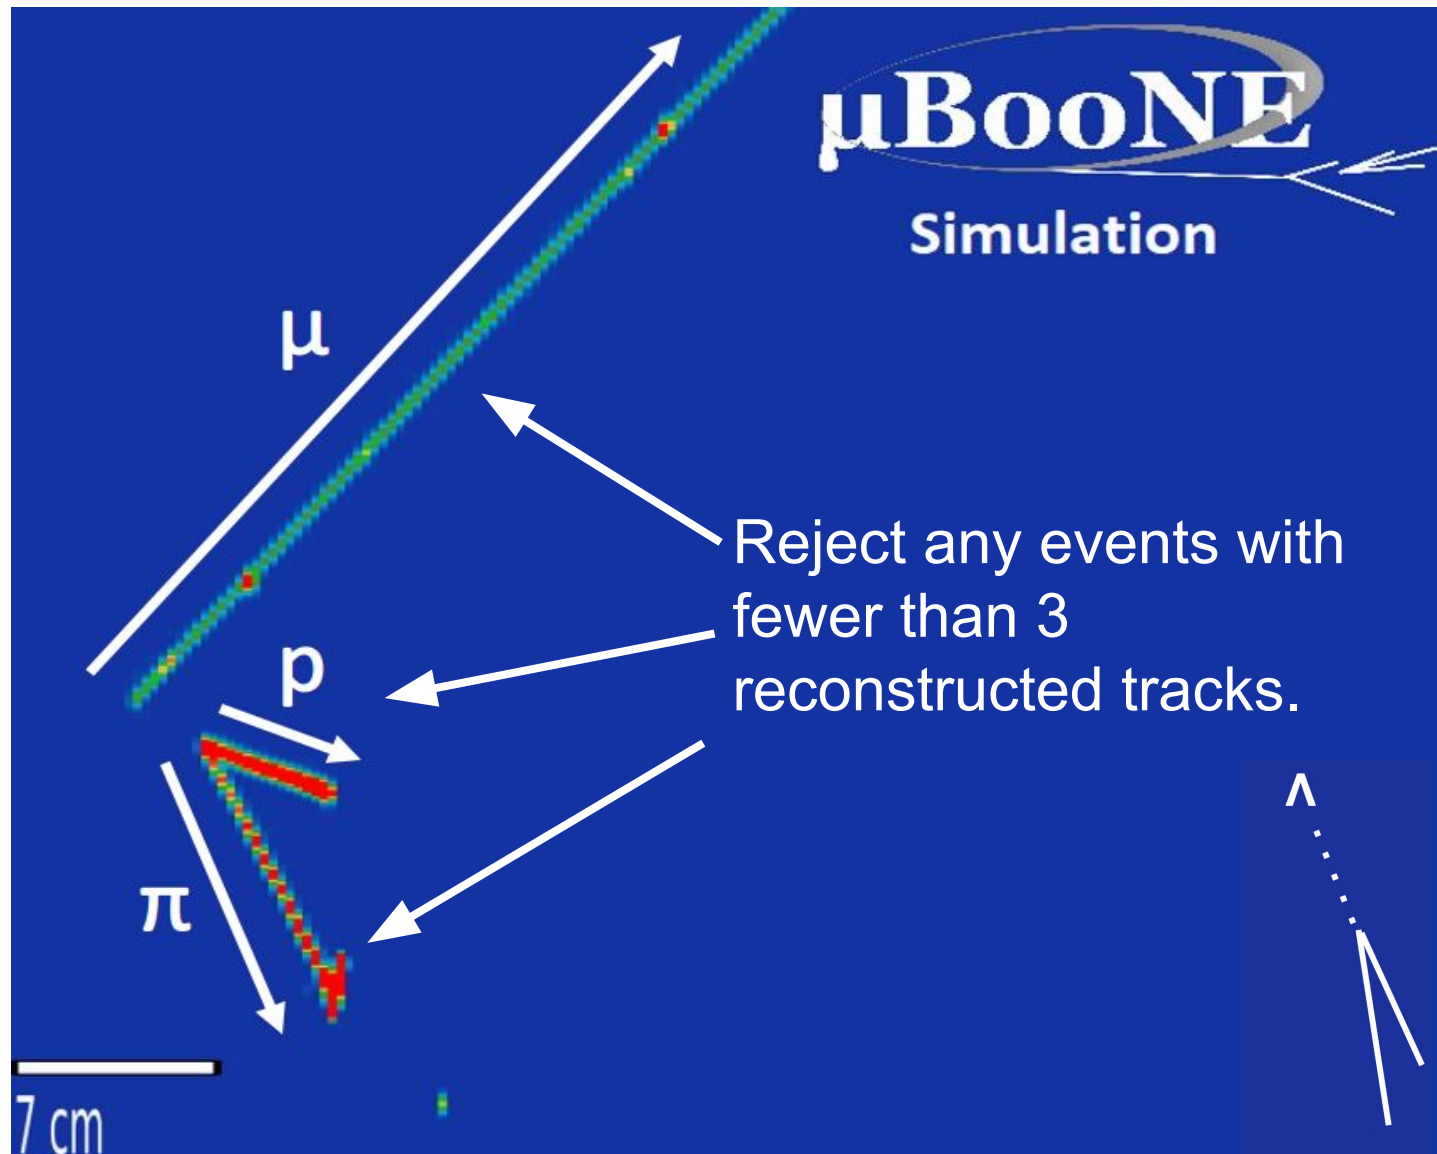 μBooNE
Simulation
μ
Reject any events with
fewer than 3
reconstructed tracks.
p
π
Λ
7 cm